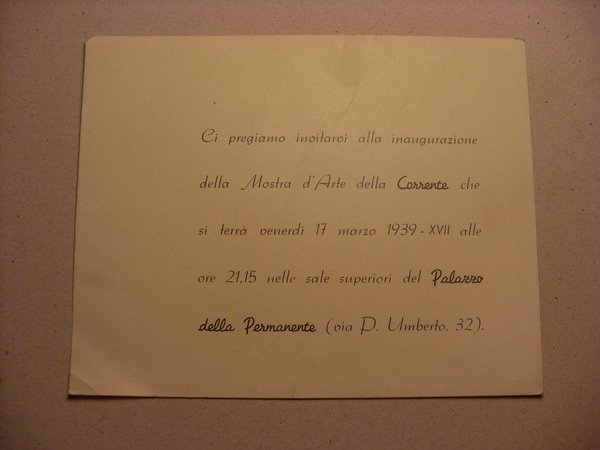 Ci pregiamo invitarvi alla inaugurazione
della Mostra d'Arte della Corrente che
si terrà venerdì 17 marzo 1939 - XVII alle
ore 21,15 nelle sale superiori del Palazzo
della Permanente (via P. Umberto, 32).